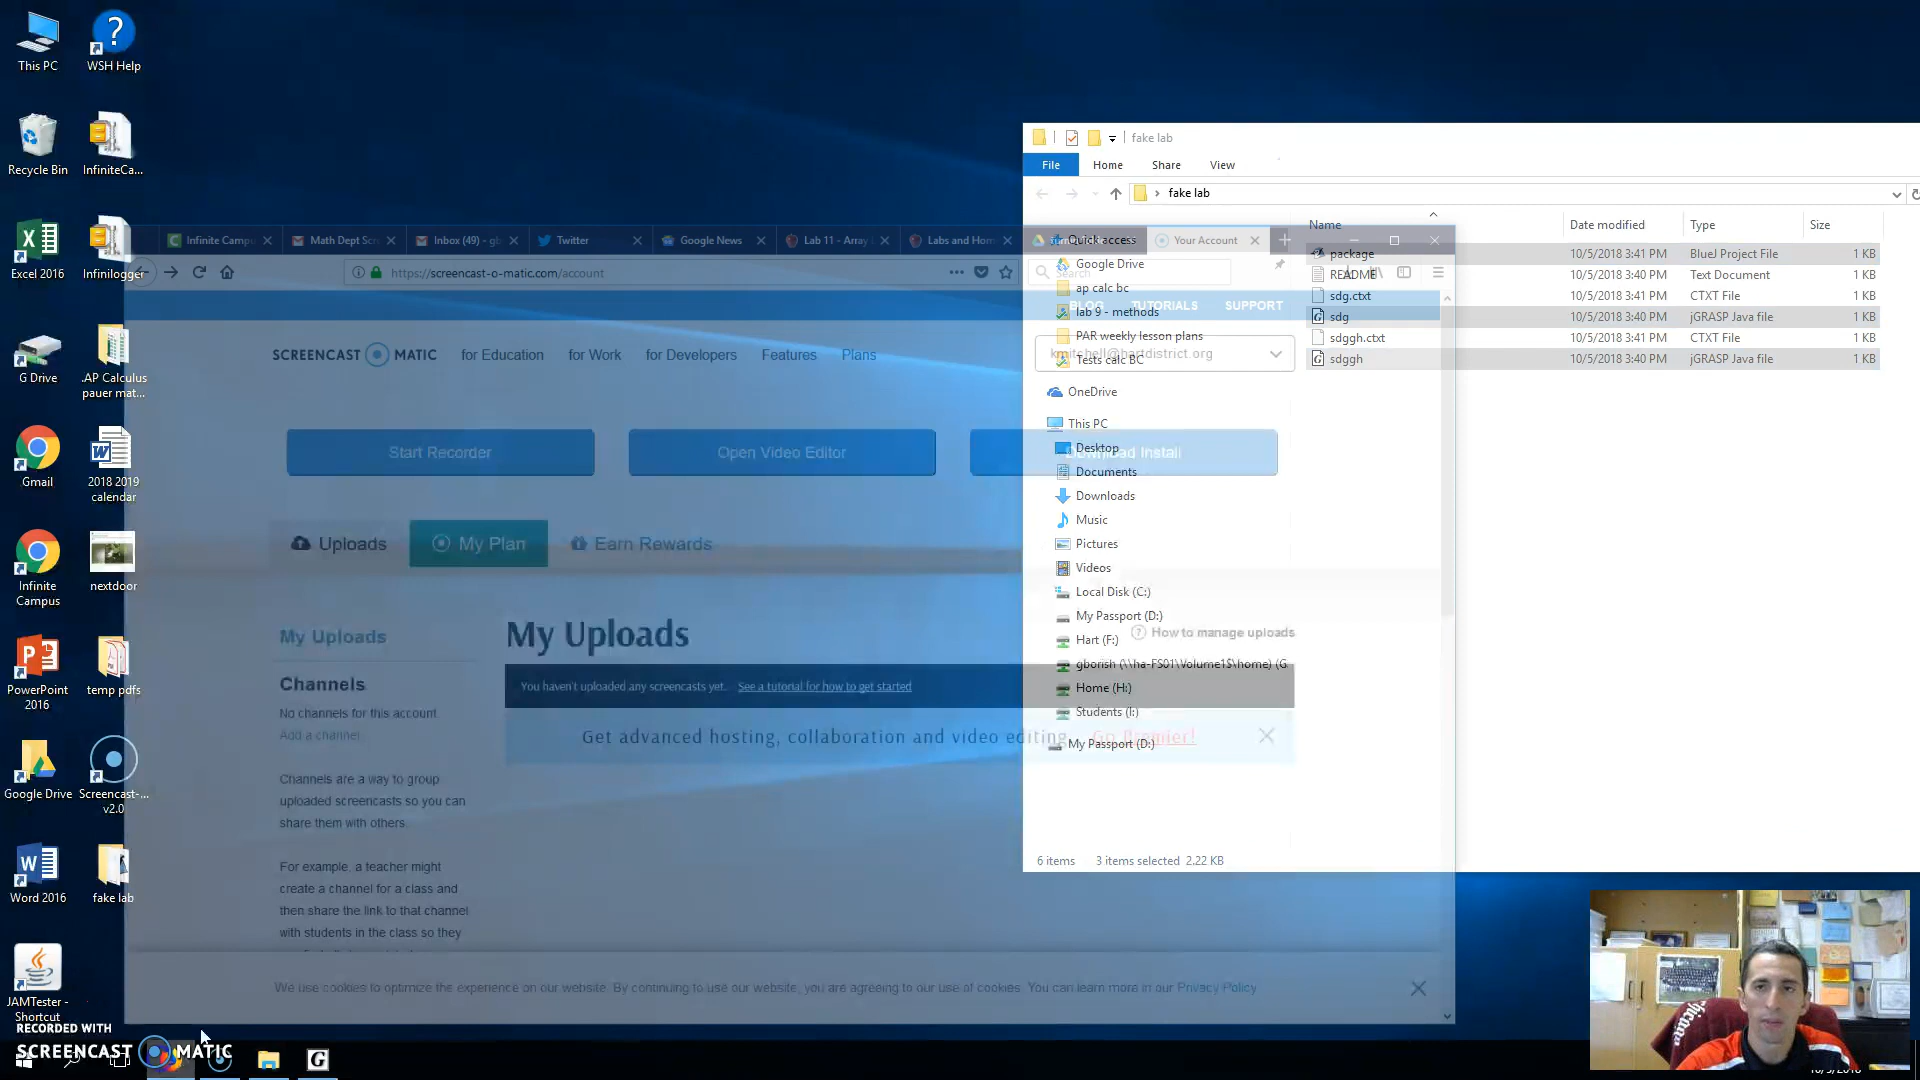 This PC
WSH Help
Recycle Bin
InfiniteCa...
Excel 2016
Infinilogger
G Drive
.AP Calculus
pauer mat...
Gmail
2018 2019
calendar
Infinite
Campus
nextdoor
PowerPoint
2016
temp pdfs
Google Drive
Screencast-...
v2.0
Word 2016
fake lab
JAMTester -
Shortcut
RECORDED WITH
SCREENCAST MATIC
Infinite Campu
Math Dept Scr
Inbox (49) - gb
Twitter
Google News
Lab 11 - Array L
Labs and Hom
Your Account
https://screencast-o-matic.com/account
Search
BLOG TUTORIALS SUPPORT
SCREENCAST MATIC
for Education
for Work
for Developers
Features
Plans
kmitchell@hartdistrict.org
Start Recorder
Open Video Editor
Download Install
Uploads
My Plan
Earn Rewards
My Uploads
My Uploads
How to manage uploads
Channels
You haven't uploaded any screencasts yet. See a tutorial for how to get started
No channels for this account
Add a channel
Get advanced hosting, collaboration and video editing. Go Premier!
Channels are a way to group
uploaded screencasts so you can
share them with others.
For example, a teacher might
create a channel for a class and
then share the link to that channel
with students in the class so they
We use cookies to optimize the experience on our website. By continuing to use our website, you are agreeing to our use of cookies. You can learn more in our Privacy Policy
fake lab
File Home Share View
fake lab
Name Date modified Type Size
package 10/5/2018 3:41 PM BlueJ Project File 1 KB
README 10/5/2018 3:40 PM Text Document 1 KB
sdg.ctxt 10/5/2018 3:41 PM CTXT File 1 KB
sdg 10/5/2018 3:40 PM jGRASP Java file 1 KB
sdggh.ctxt 10/5/2018 3:41 PM CTXT File 1 KB
sdggh 10/5/2018 3:40 PM jGRASP Java file 1 KB
Quick access
Google Drive
ap calc bc
lab 9 - methods
PAR weekly lesson plans
Tests calc BC
OneDrive
This PC
Desktop
Documents
Downloads
Music
Pictures
Videos
Local Disk (C:)
My Passport (D:)
Hart (F:)
gborish (\\ha-FS01\Volume1$\home) (G
Home (H:)
Students (I:)
My Passport (D:)
6 items 3 items selected 2.22 KB